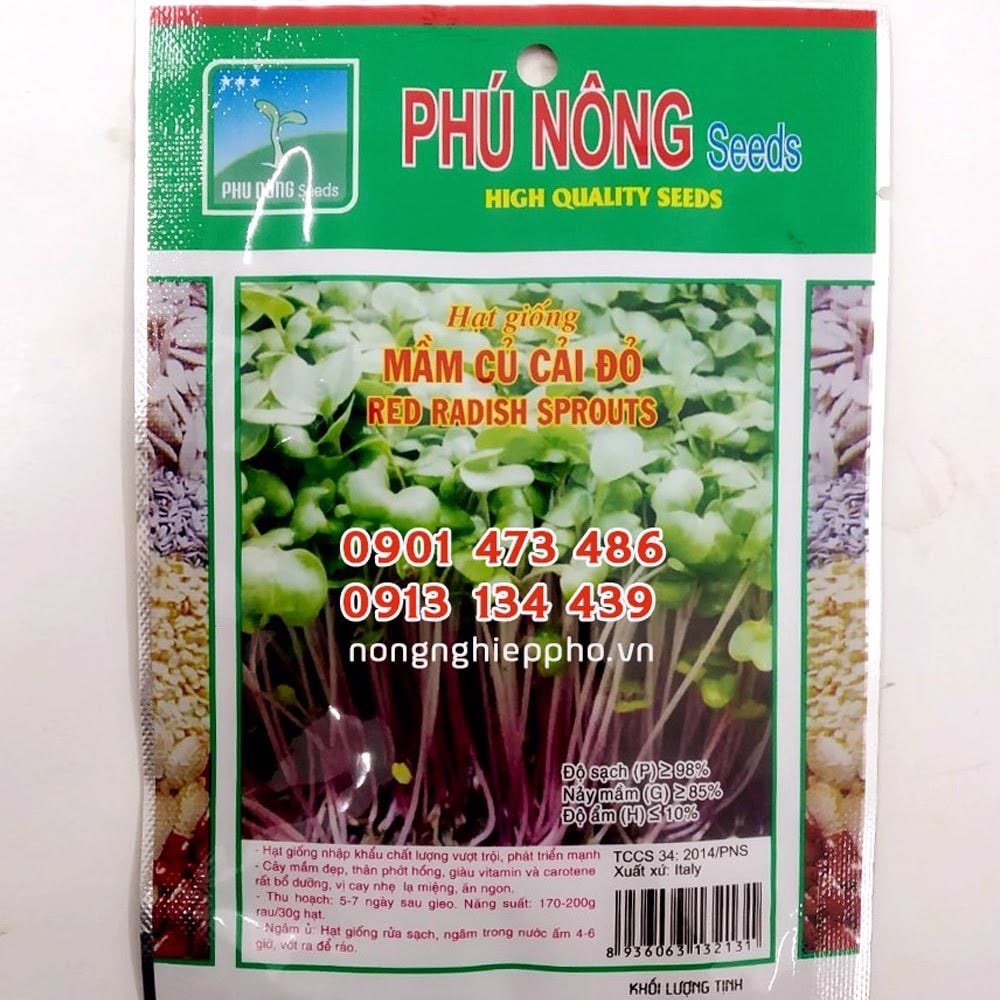 PHU NONG Seeds
PHÚ NÔNG Seeds
HIGH QUALITY SEEDS
Hạt giống
MẦM CỦ CẢI ĐỎ
RED RADISH SPROUTS
0901 473 486
0913 134 439
nongnghieppho.vn
Độ sạch (P) ≥ 98%
Nảy mầm (G) ≥ 85%
Độ ẩm (H) ≤ 10%
- Hạt giống nhập khẩu chất lượng vượt trội, phát triển mạnh
- Cây mầm đẹp, thân phớt hồng, giàu vitamin và carotene
rất bổ dưỡng, vị cay nhẹ lạ miệng, ăn ngon.
- Thu hoạch: 5-7 ngày sau gieo. Năng suất: 170-200g
rau/30g hạt.
- Ngâm ủ: Hạt giống rửa sạch, ngâm trong nước ấm 4-6
giờ, vớt ra để ráo.
TCCS 34: 2014/PNS
Xuất xứ: Italy
8 936063 132131
KHỐI LƯỢNG TỊNH